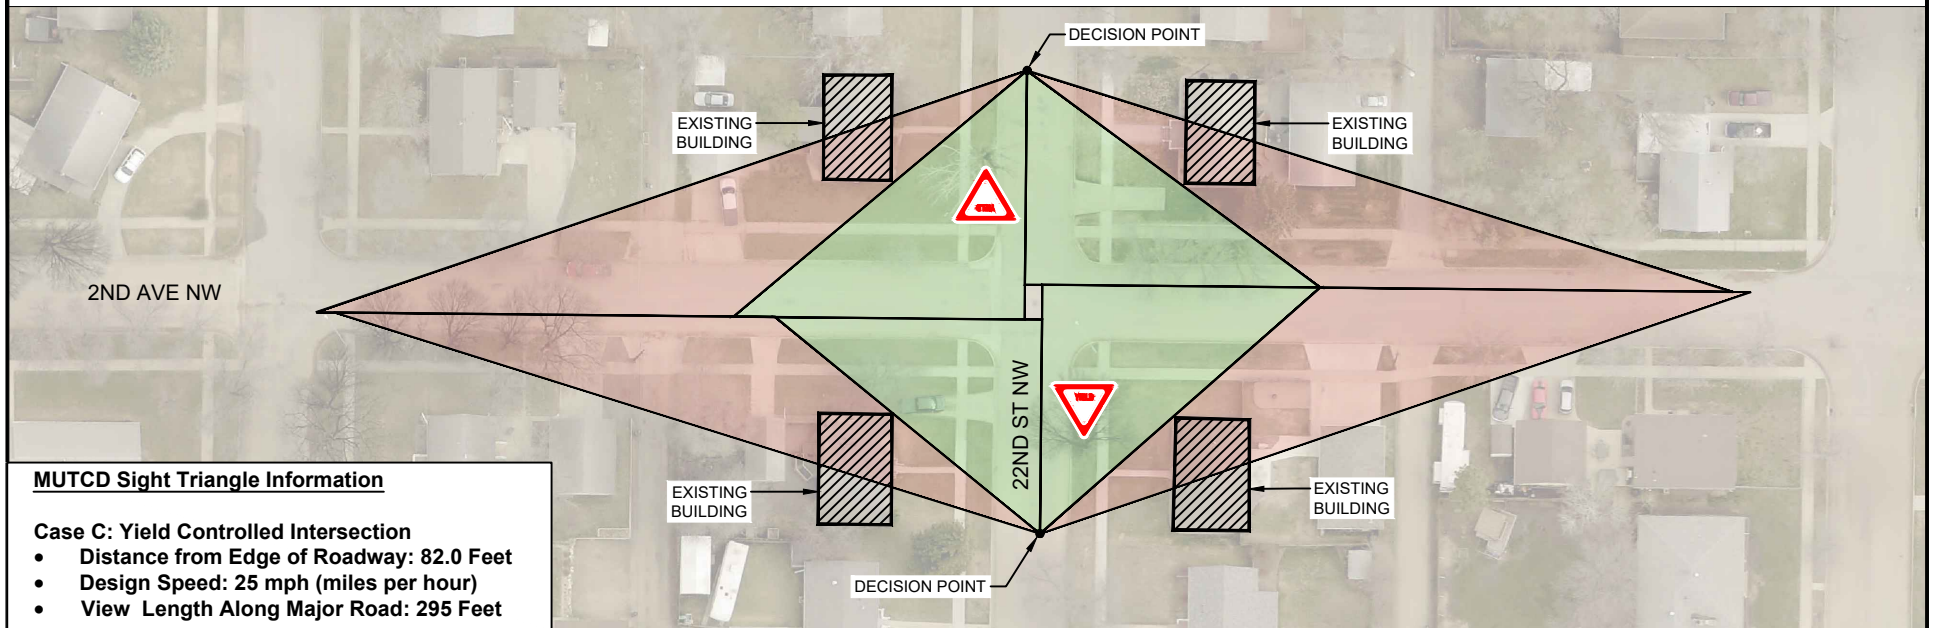 DECISION POINT
EXISTING
BUILDING
EXISTING
BUILDING
YIELD
2ND AVE NW
22ND ST NW
YIELD
EXISTING
BUILDING
EXISTING
BUILDING
DECISION POINT
MUTCD Sight Triangle Information
Case C: Yield Controlled Intersection
• Distance from Edge of Roadway: 82.0 Feet
• Design Speed: 25 mph (miles per hour)
• View Length Along Major Road: 295 Feet